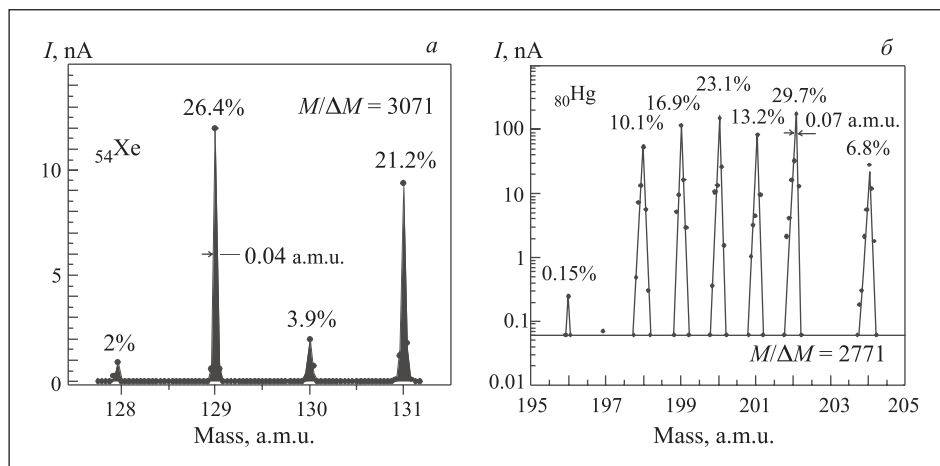 I, nA
а
26.4%
M/ΔM = 3071
54Xe
21.2%
10
0.04 a.m.u.
5
3.9%
2%
0
128 129 130 131
Mass, a.m.u.
I, nA
б
80Hg
23.1%
29.7%
16.9%
13.2%
0.07 a.m.u.
10.1%
6.8%
100
10
1
0.15%
0.1
M/ΔM = 2771
0.01
195 197 199 201 203 205
Mass, a.m.u.